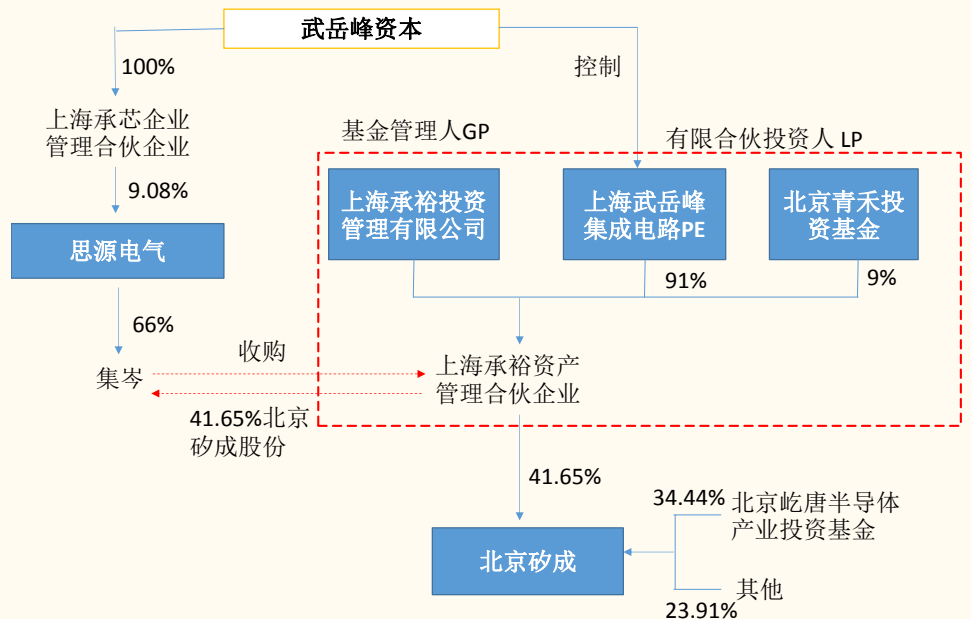 武岳峰资本
100%
控制
上海承芯企业
管理合伙企业
基金管理人GP
有限合伙投资人 LP
9.08%
上海承裕投资
管理有限公司
上海武岳峰
集成电路PE
北京青禾投
资基金
思源电气
91%
9%
66%
收购
集岑
上海承裕资产
管理合伙企业
41.65%北京
矽成股份
41.65%
34.44%
北京屹唐半导体
产业投资基金
北京矽成
其他
23.91%